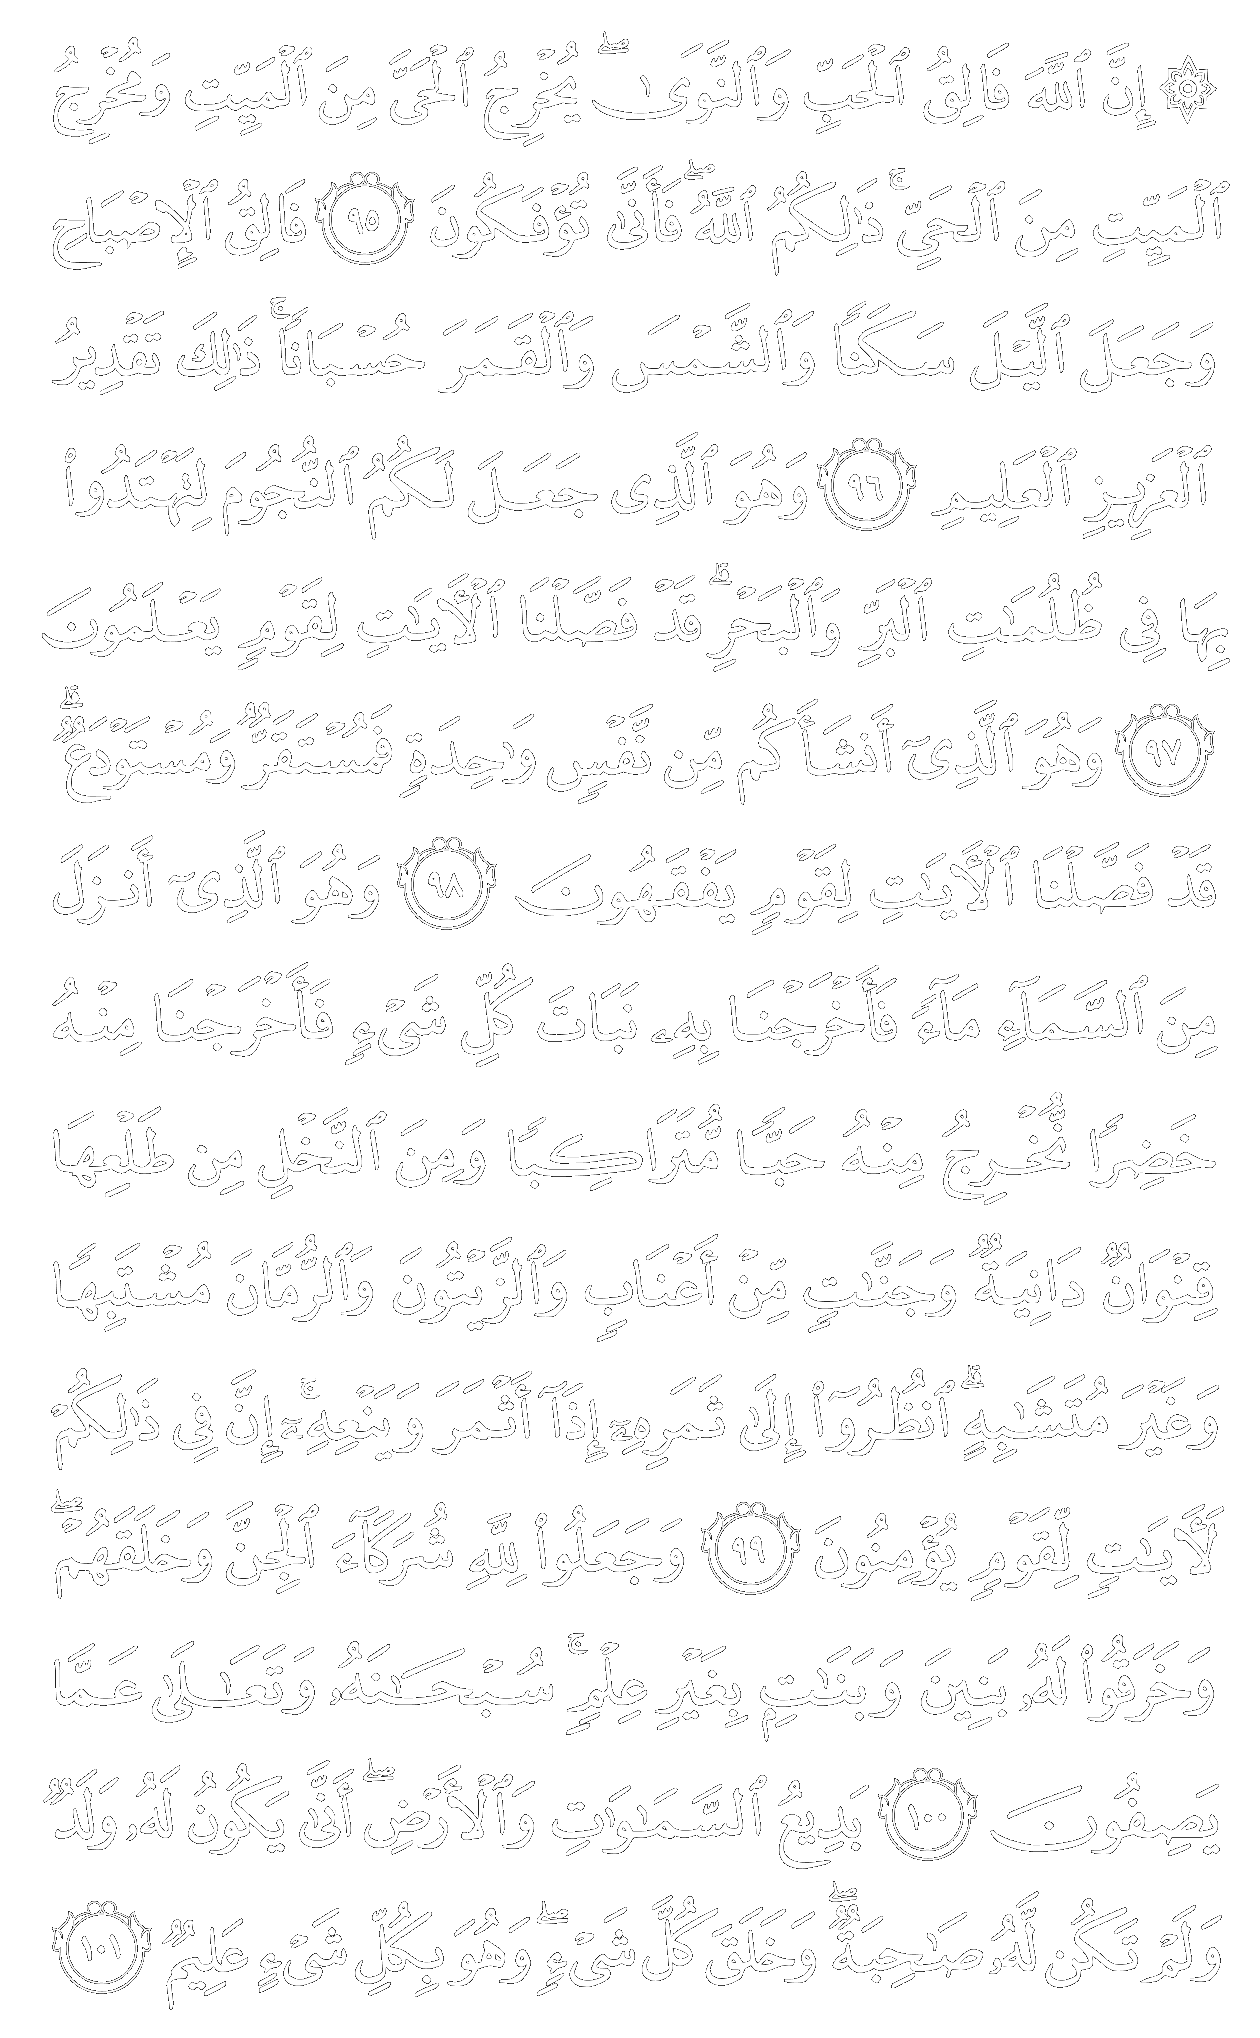 ۞ إِنَّ ٱللَّهَ فَالِقُ ٱلْحَبِّ وَٱلنَّوَىٰۖ يُخْرِجُ ٱلْحَىَّ مِنَ ٱلْمَيِّتِ وَمُخْرِجُ
ٱلْمَيِّتِ مِنَ ٱلْحَىِّۚ ذَٰلِكُمُ ٱللَّهُۖ فَأَنَّىٰ تُؤْفَكُونَ ٩٥ فَالِقُ ٱلْإِصْبَاحِ
وَجَعَلَ ٱلَّيْلَ سَكَنًا وَٱلشَّمْسَ وَٱلْقَمَرَ حُسْبَانًاۚ ذَٰلِكَ تَقْدِيرُ
ٱلْعَزِيزِ ٱلْعَلِيمِ ٩٦ وَهُوَ ٱلَّذِى جَعَلَ لَكُمُ ٱلنُّجُومَ لِتَهْتَدُوا۟
بِهَا فِى ظُلُمَٰتِ ٱلْبَرِّ وَٱلْبَحْرِۗ قَدْ فَصَّلْنَا ٱلْـَٔايَٰتِ لِقَوْمٍ يَعْلَمُونَ
٩٧ وَهُوَ ٱلَّذِىٓ أَنشَأَكُم مِّن نَّفْسٍ وَٰحِدَةٍ فَمُسْتَقَرٌّ وَمُسْتَوْدَعٌۗ
قَدْ فَصَّلْنَا ٱلْـَٔايَٰتِ لِقَوْمٍ يَفْقَهُونَ ٩٨ وَهُوَ ٱلَّذِىٓ أَنزَلَ
مِنَ ٱلسَّمَآءِ مَآءً فَأَخْرَجْنَا بِهِۦ نَبَاتَ كُلِّ شَىْءٍ فَأَخْرَجْنَا مِنْهُ
خَضِرًا نُّخْرِجُ مِنْهُ حَبًّا مُّتَرَاكِبًا وَمِنَ ٱلنَّخْلِ مِن طَلْعِهَا
قِنْوَانٌ دَانِيَةٌ وَجَنَّٰتٍ مِّنْ أَعْنَابٍ وَٱلزَّيْتُونَ وَٱلرُّمَّانَ مُشْتَبِهًا
وَغَيْرَ مُتَشَٰبِهٍۗ ٱنظُرُوٓا۟ إِلَىٰ ثَمَرِهِۦٓ إِذَآ أَثْمَرَ وَيَنْعِهِۦٓۚ إِنَّ فِى ذَٰلِكُمْ
لَـَٔايَٰتٍ لِّقَوْمٍ يُؤْمِنُونَ ٩٩ وَجَعَلُوا۟ لِلَّهِ شُرَكَآءَ ٱلْجِنَّ وَخَلَقَهُمْۖ
وَخَرَقُوا۟ لَهُۥ بَنِينَ وَبَنَٰتٍۭ بِغَيْرِ عِلْمٍۚ سُبْحَٰنَهُۥ وَتَعَٰلَىٰ عَمَّا
يَصِفُونَ ١٠٠ بَدِيعُ ٱلسَّمَٰوَٰتِ وَٱلْأَرْضِۖ أَنَّىٰ يَكُونُ لَهُۥ وَلَدٌ
وَلَمْ تَكُن لَّهُۥ صَٰحِبَةٌۖ وَخَلَقَ كُلَّ شَىْءٍۖ وَهُوَ بِكُلِّ شَىْءٍ عَلِيمٌ ١٠١